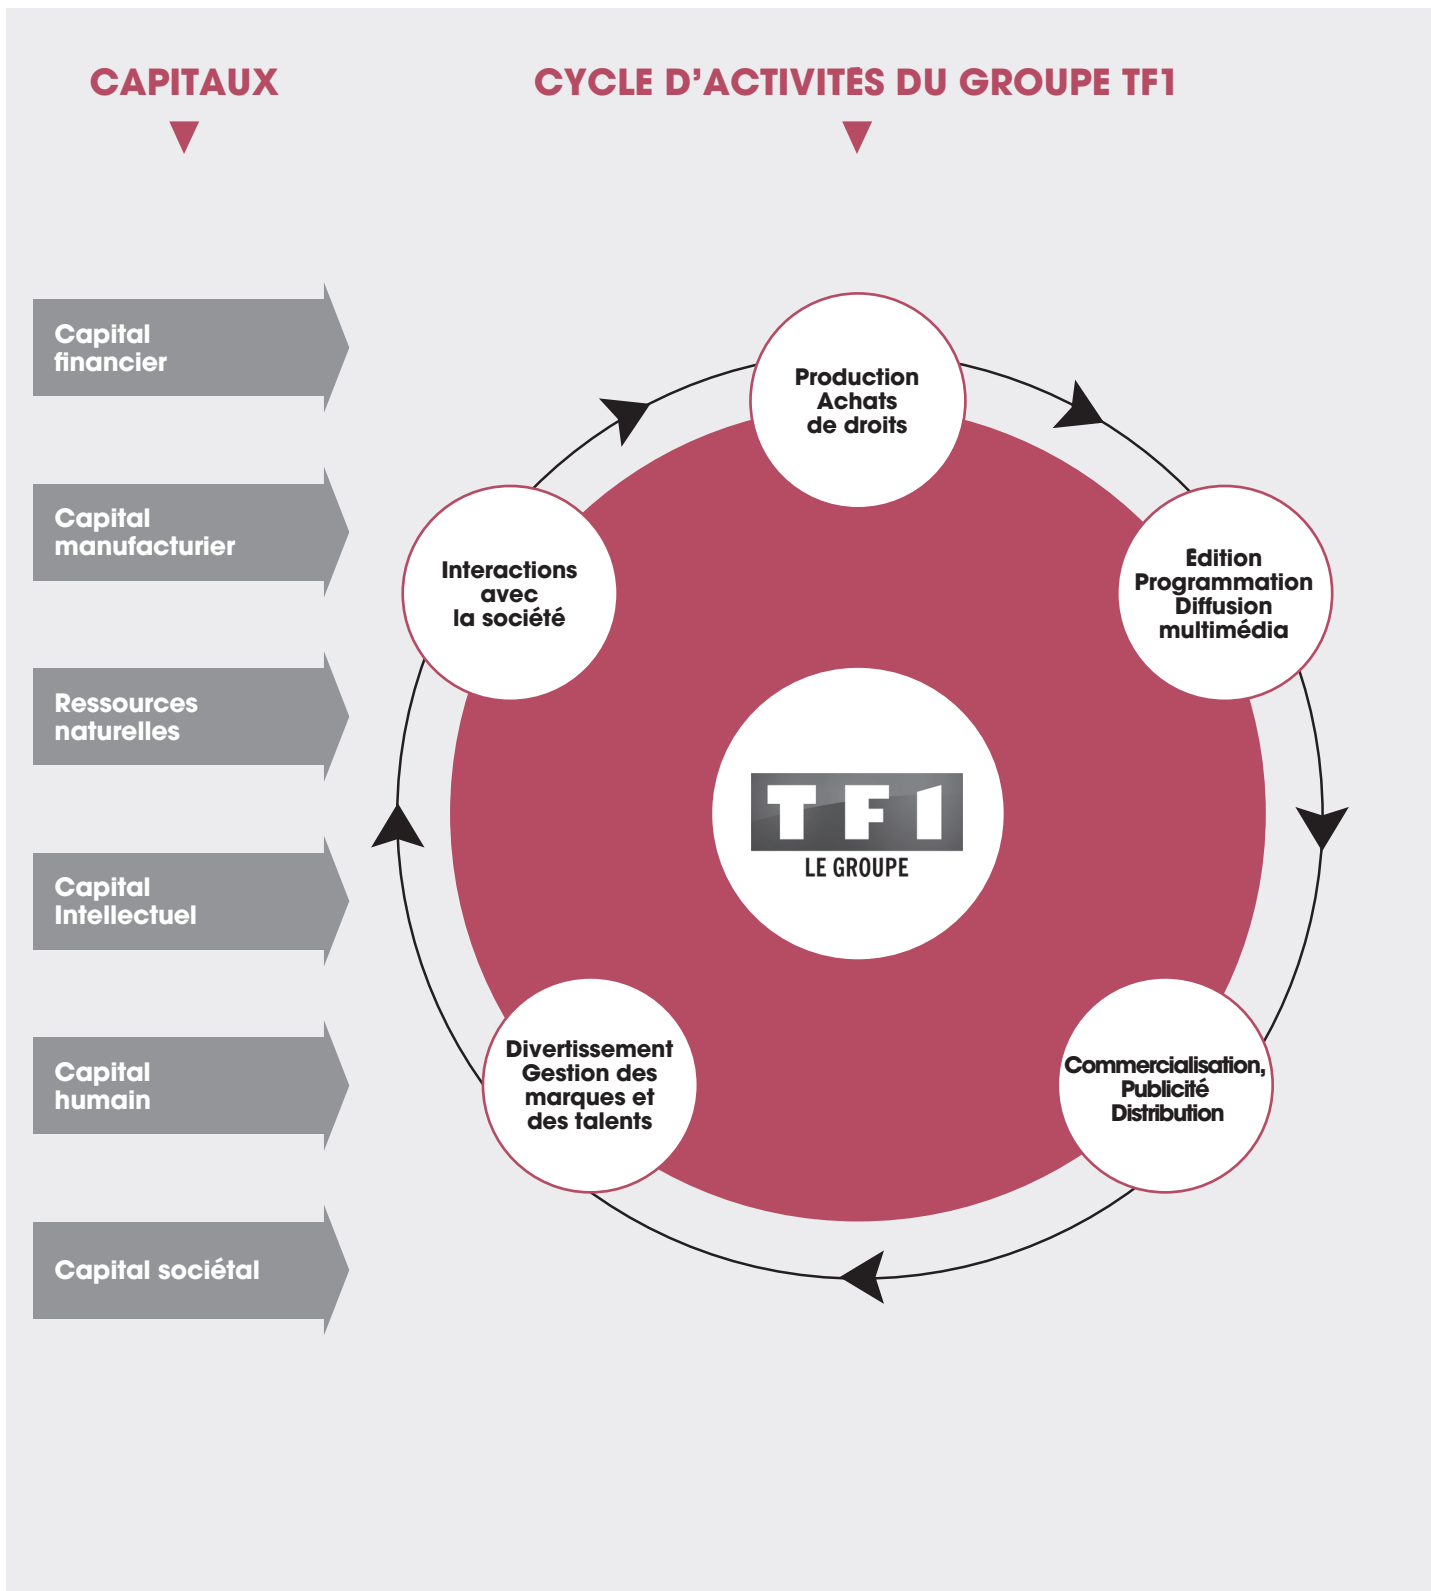 CAPITAUX
CYCLE D'ACTIVITÉS DU GROUPE TF1
Capital
financier
Capital
manufacturier
Ressources
naturelles
Capital
Intellectuel
Capital
humain
Capital sociétal
Production
Achats
de droits
Edition
Programmation
Diffusion
multimédia
Commercialisation,
Publicité
Distribution
Divertissement
Gestion des
marques et
des talents
Interactions
avec
la société
TF1
LE GROUPE